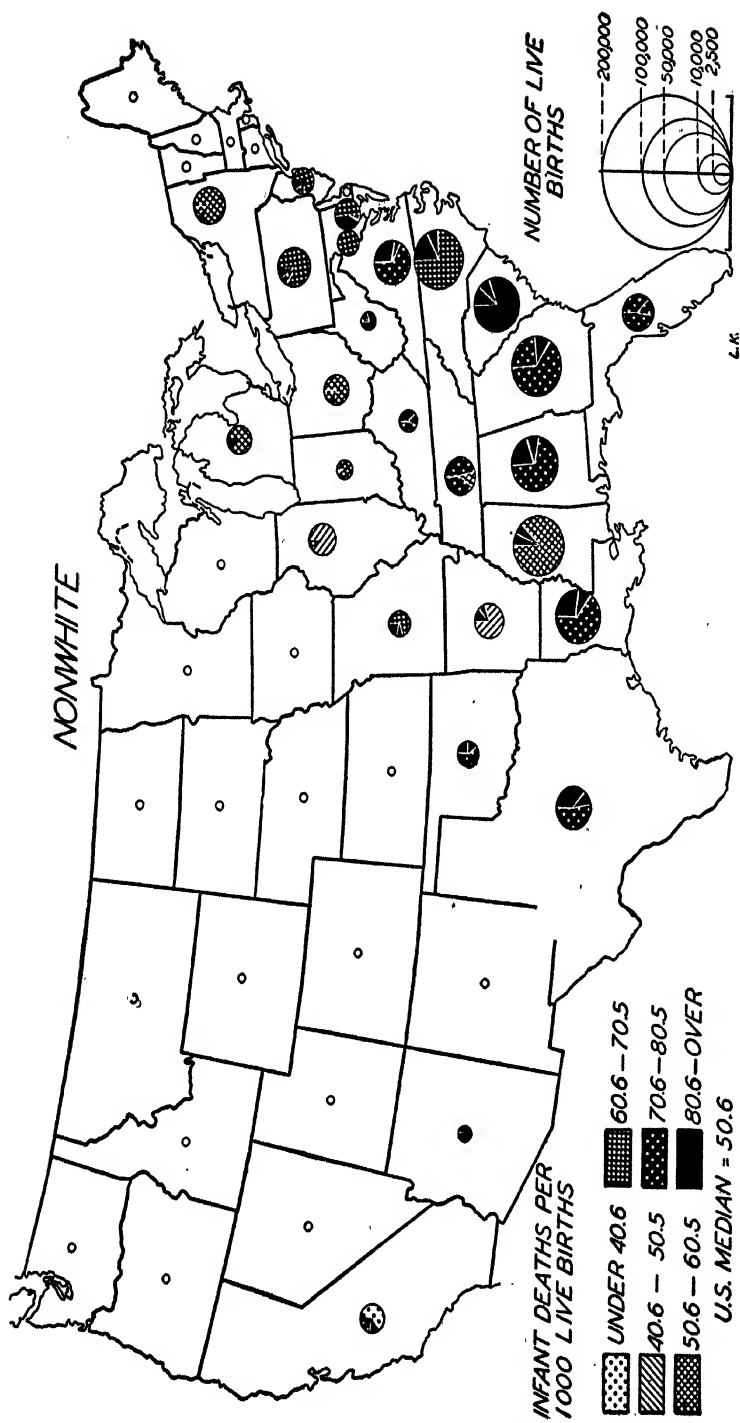 NONWHITE
NUMBER OF LIVE
BIRTHS
200,000
100,000
50,000
10,000
2,500
INFANT DEATHS PER
1000 LIVE BIRTHS
UNDER 40.6
40.6 – 50.5
50.6 – 60.5
60.6 – 70.5
70.6 – 80.5
80.6 – OVER
U.S. MEDIAN = 50.6